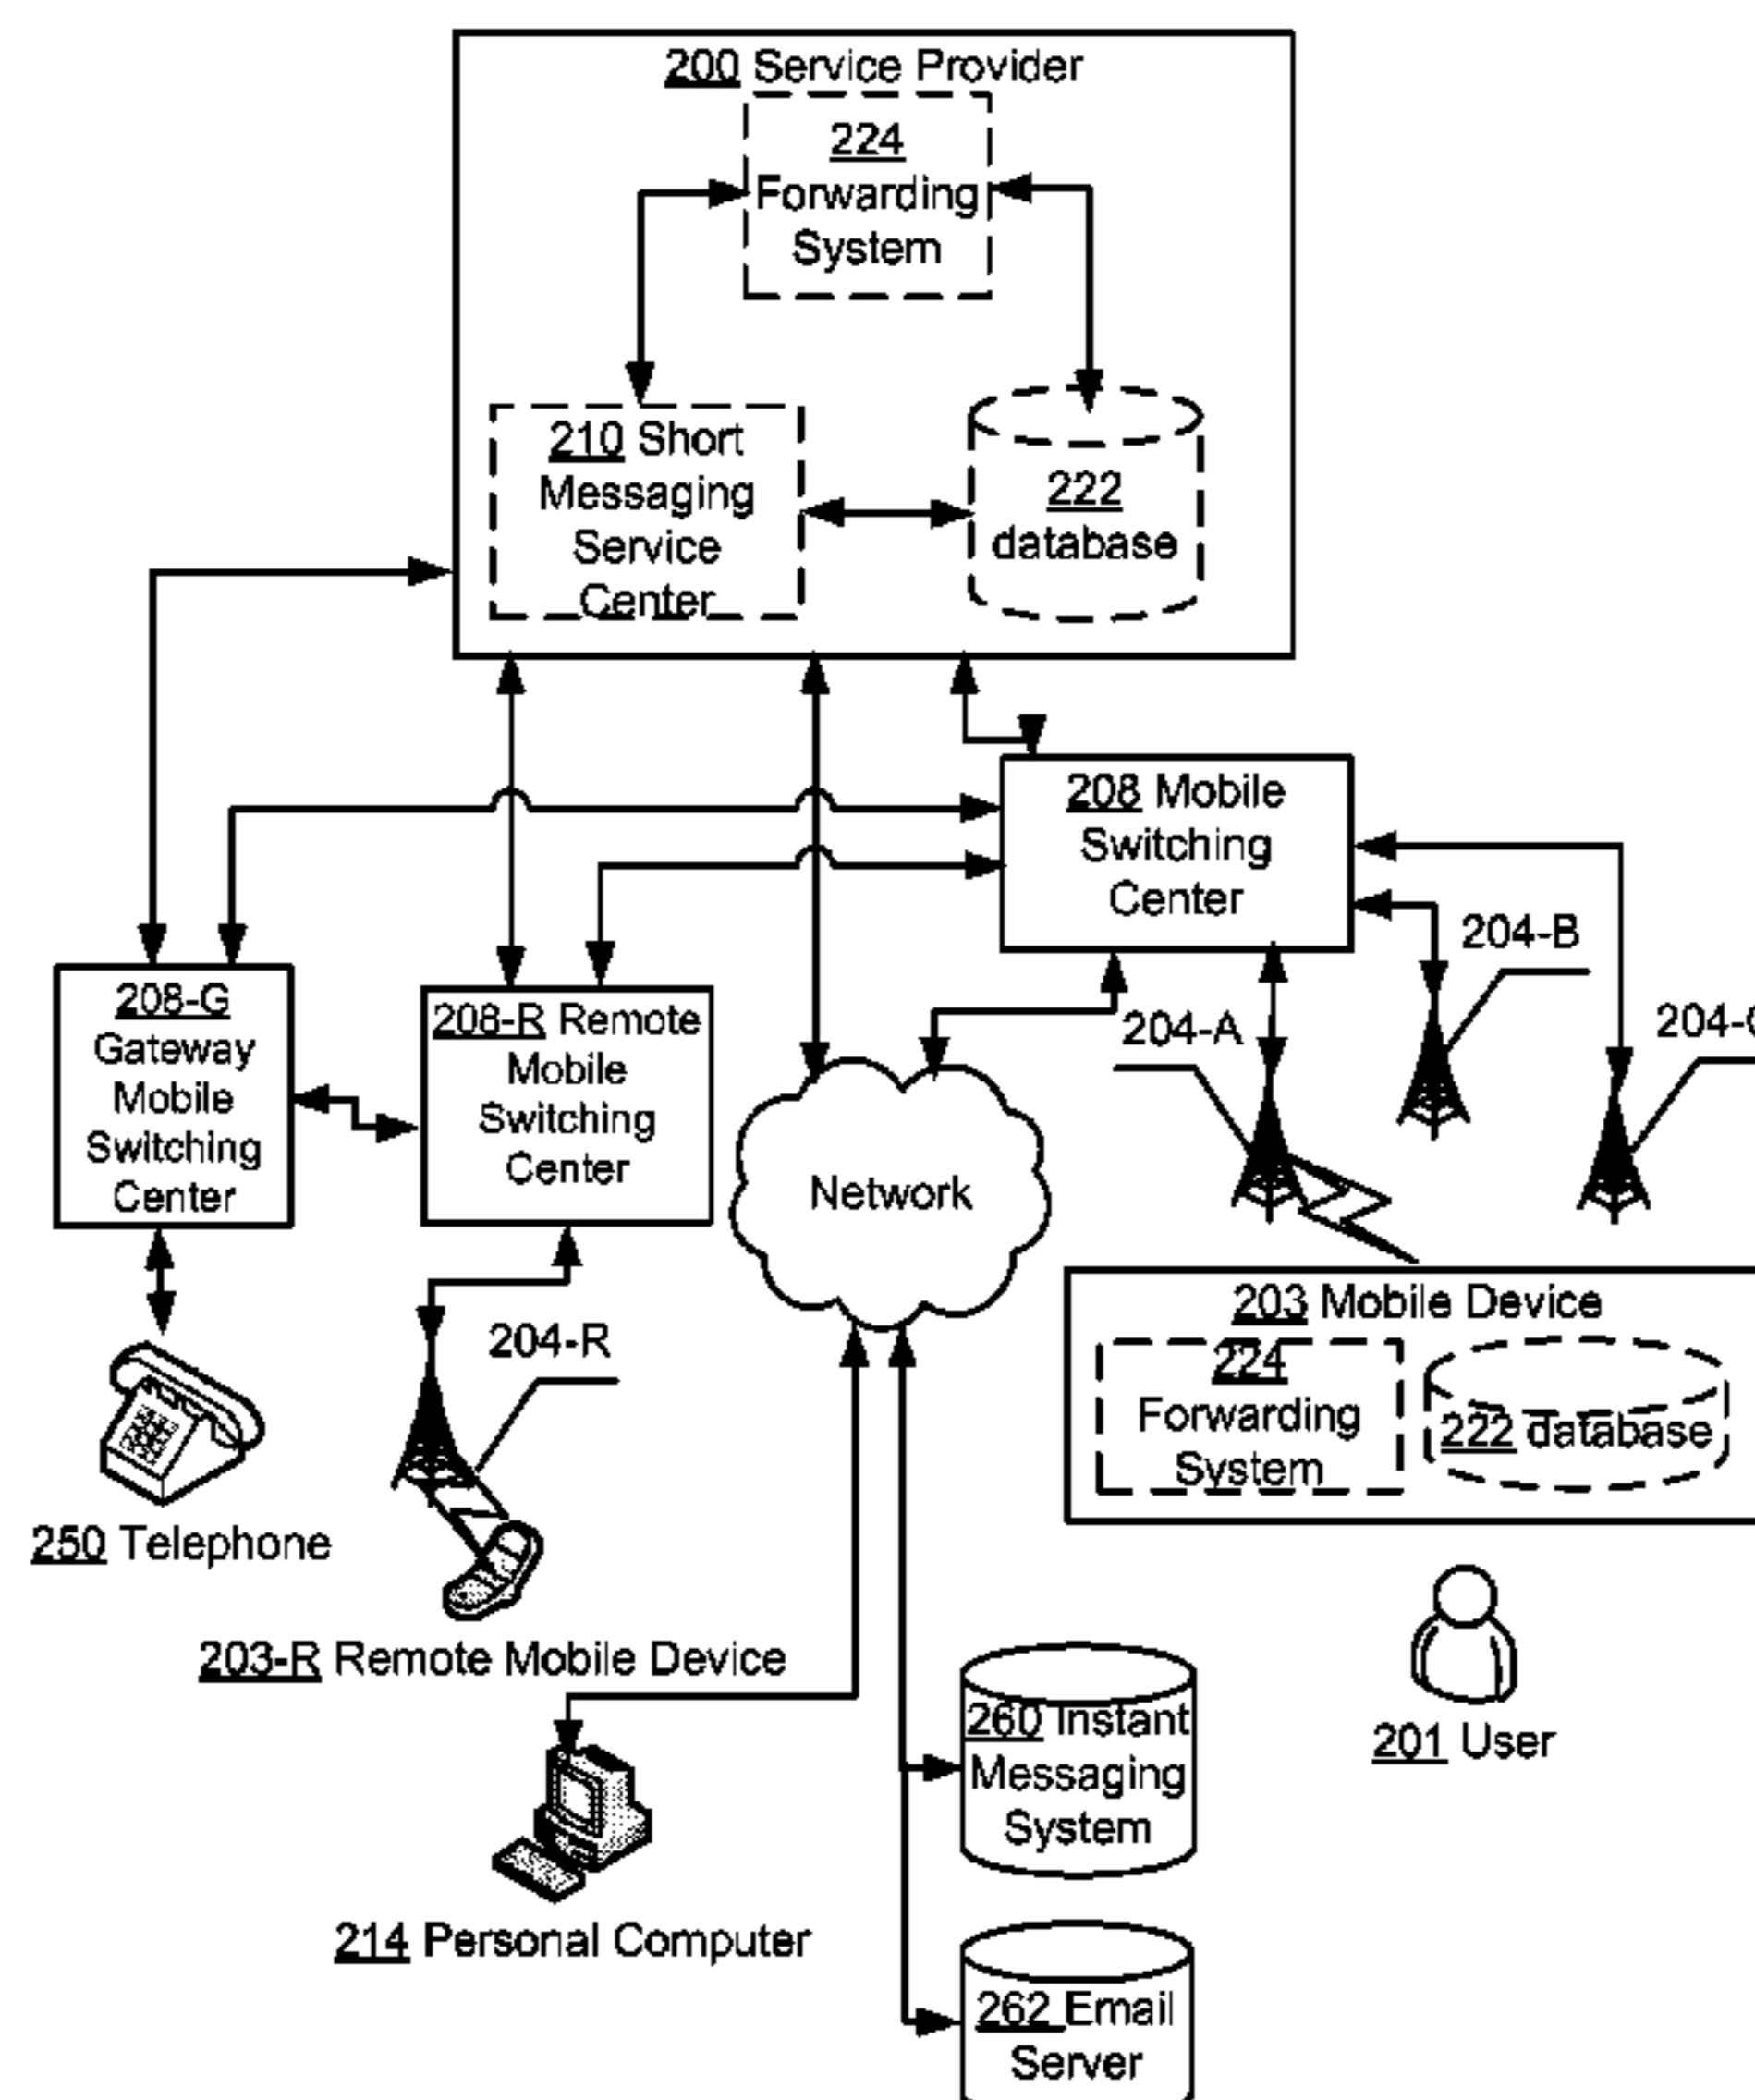 200 Service Provider
224
Forwarding
System
210 Short
Messaging
Service
Center
222
database
208 Mobile
Switching
Center
204-B
204-A
204-C
208-G
Gateway
Mobile
Switching
Center
208-R Remote
Mobile
Switching
Center
Network
203 Mobile Device
224
Forwarding
System
222 database
204-R
250 Telephone
203-R Remote Mobile Device
201 User
260 Instant
Messaging
System
214 Personal Computer
262 Email
Server